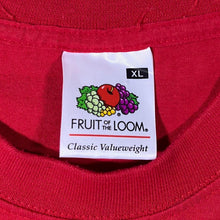 XL
FRUIT OF THE LOOM®
Classic Valueweight